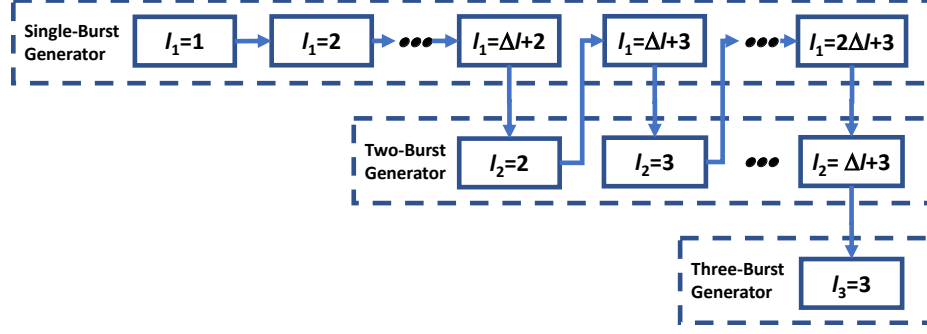 Single-Burst
Generator
l₁=1
l₁=2
●●●
l₁=Δl+2
l₁=Δl+3
●●●
l₁=2Δl+3
Two-Burst
Generator
l₂=2
l₂=3
●●●
l₂= Δl+3
Three-Burst
Generator
l₃=3